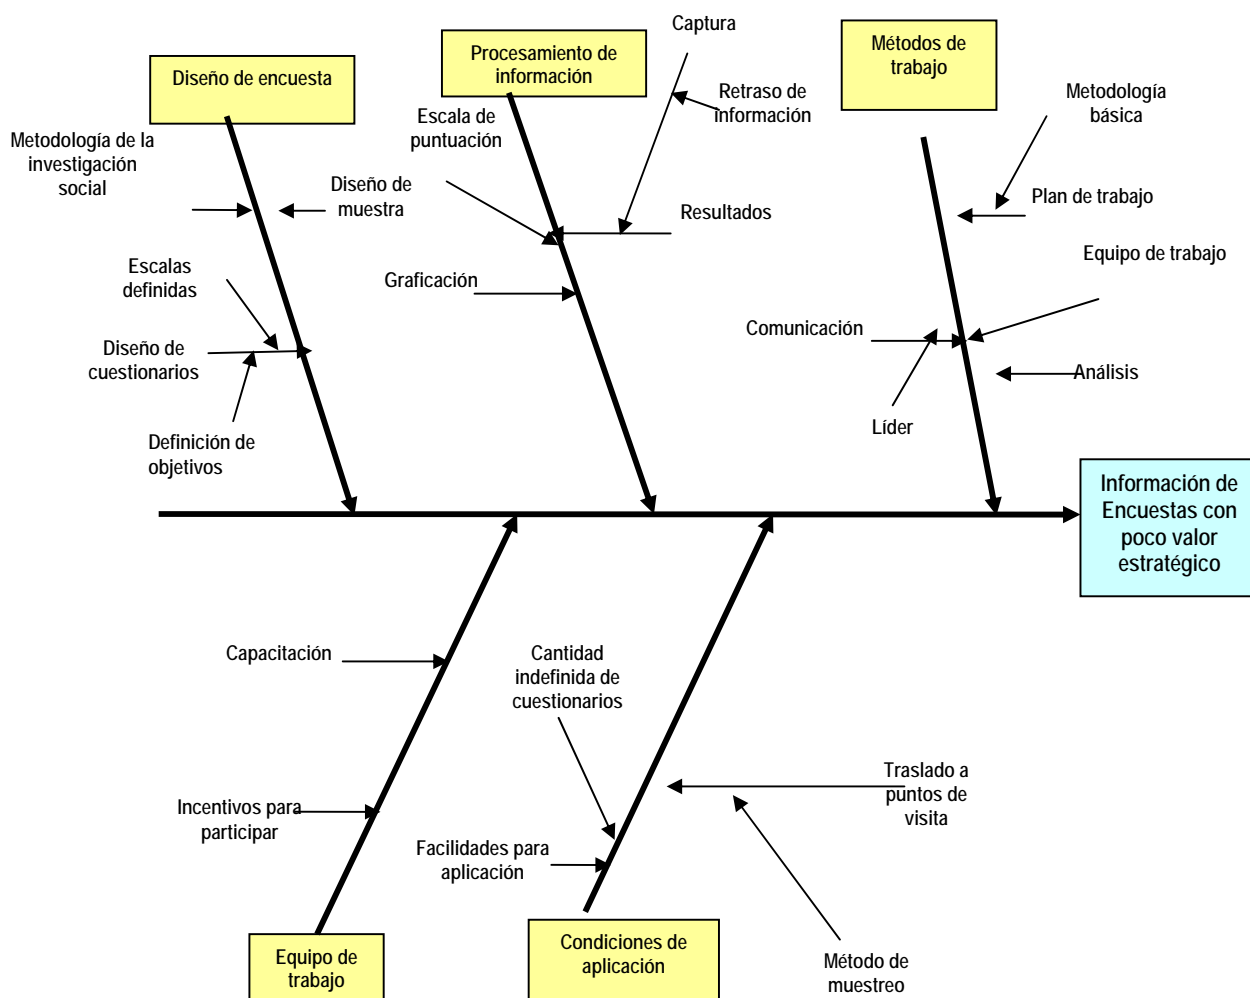 Captura
Procesamiento de
información
Métodos de
trabajo
Diseño de encuesta
Retraso de
información
Metodología
básica
Escala de
puntuación
Metodología de la
investigación
social
Diseño de
muestra
Resultados
Plan de trabajo
Escalas
definidas
Graficación
Equipo de trabajo
Comunicación
Diseño de
cuestionarios
Análisis
Líder
Definición de
objetivos
Información de
Encuestas con
poco valor
estratégico
Capacitación
Cantidad
indefinida de
cuestionarios
Traslado a
puntos de
visita
Incentivos para
participar
Facilidades para
aplicación
Equipo de
trabajo
Condiciones de
aplicación
Método de
muestreo